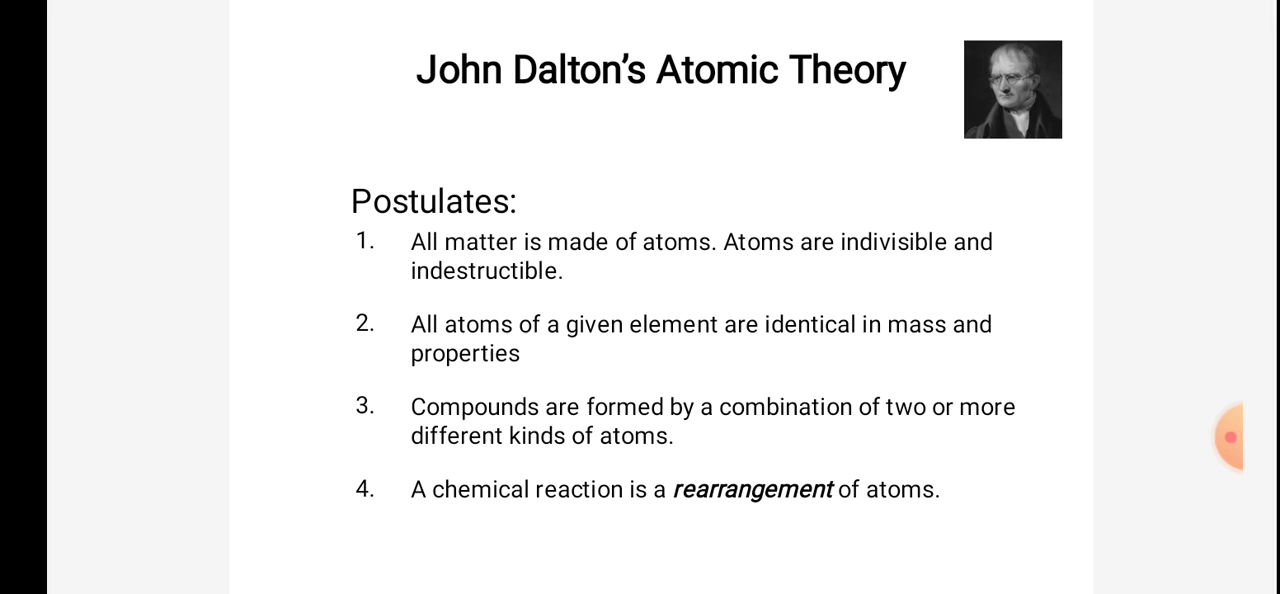 John Dalton’s Atomic Theory
Postulates:
1. All matter is made of atoms. Atoms are indivisible and
indestructible.
2. All atoms of a given element are identical in mass and
properties
3. Compounds are formed by a combination of two or more
different kinds of atoms.
4. A chemical reaction is a rearrangement of atoms.